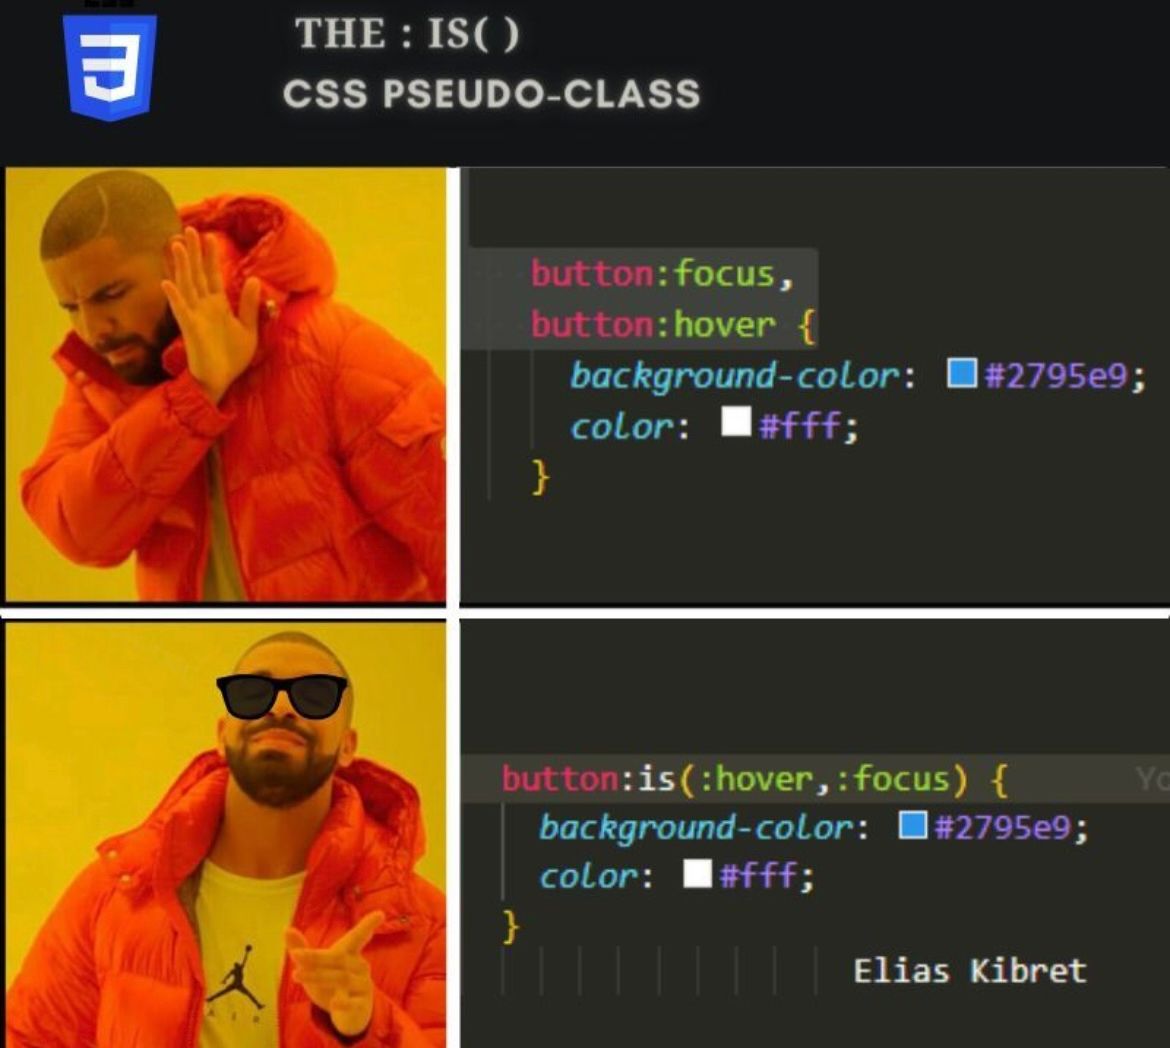 THE : IS( )
CSS PSEUDO-CLASS
button:focus,
button:hover {
background-color: #2795e9;
color: #fff;
}
button:is(:hover,:focus) {
background-color: #2795e9;
color: #fff;
}
Elias Kibret
AIR